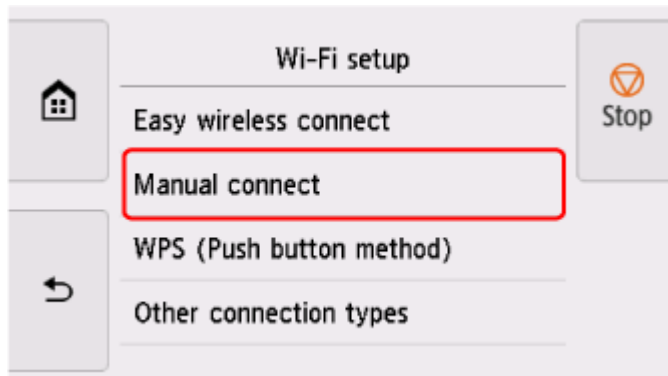 Wi-Fi setup
Easy wireless connect
Stop
Manual connect
WPS (Push button method)
Other connection types